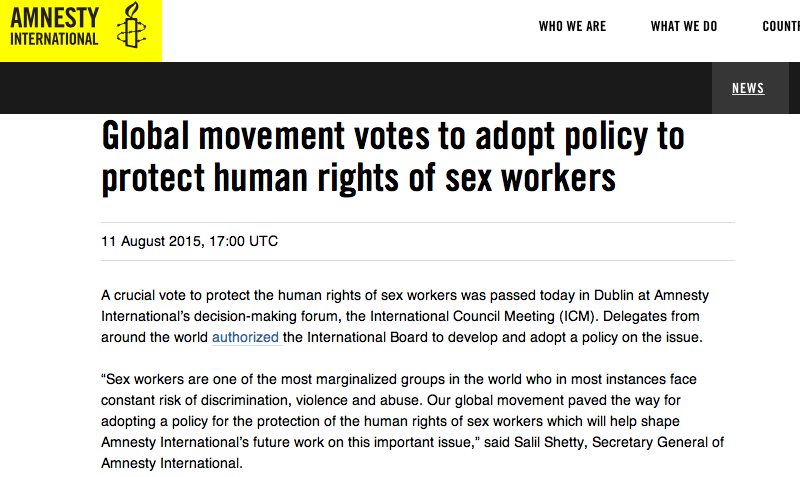 AMNESTY
INTERNATIONAL
WHO WE ARE WHAT WE DO
NEWS
Global movement votes to adopt policy to
protect human rights of sex workers
11 August 2015, 17:00 UTC
A crucial vote to protect the human rights of sex workers was passed today in Dublin at Amnesty
International’s decision-making forum, the International Council Meeting (ICM). Delegates from
around the world authorized the International Board to develop and adopt a policy on the issue.
“Sex workers are one of the most marginalized groups in the world who in most instances face
constant risk of discrimination, violence and abuse. Our global movement paved the way for
adopting a policy for the protection of the human rights of sex workers which will help shape
Amnesty International’s future work on this important issue,” said Salil Shetty, Secretary General of
Amnesty International.